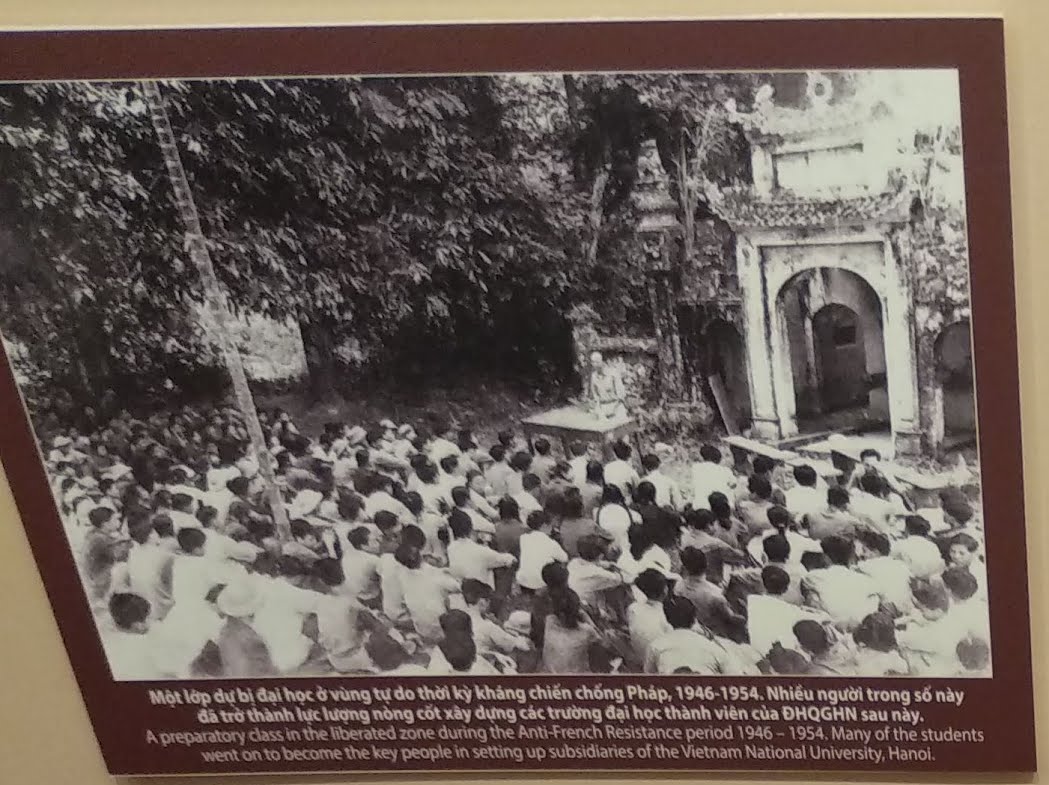 Một lớp dự bị đại học ở vùng tự do thời kỳ kháng chiến chống Pháp, 1946-1954. Nhiều người trong số này
đã trở thành lực lượng nòng cốt xây dựng các trường đại học thành viên của ĐHQGHN sau này.
A preparatory class in the liberated zone during the Anti-French Resistance period 1946 – 1954. Many of the students
went on to become the key people in setting up subsidiaries of the Vietnam National University, Hanoi.